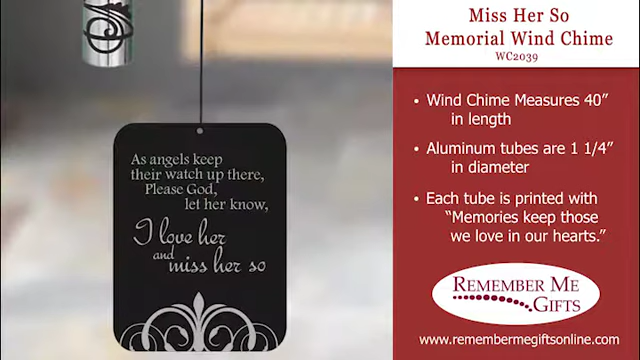 As angels keep
their watch up there,
Please God,
let her know,
I love her
and
miss her so
Miss Her So
Memorial Wind Chime
WC2039
• Wind Chime Measures 40”
in length
• Aluminum tubes are 1 1/4”
in diameter
• Each tube is printed with
“Memories keep those
we love in our hearts.”
REMEMBER ME
GIFTS
www.remembermegiftsonline.com